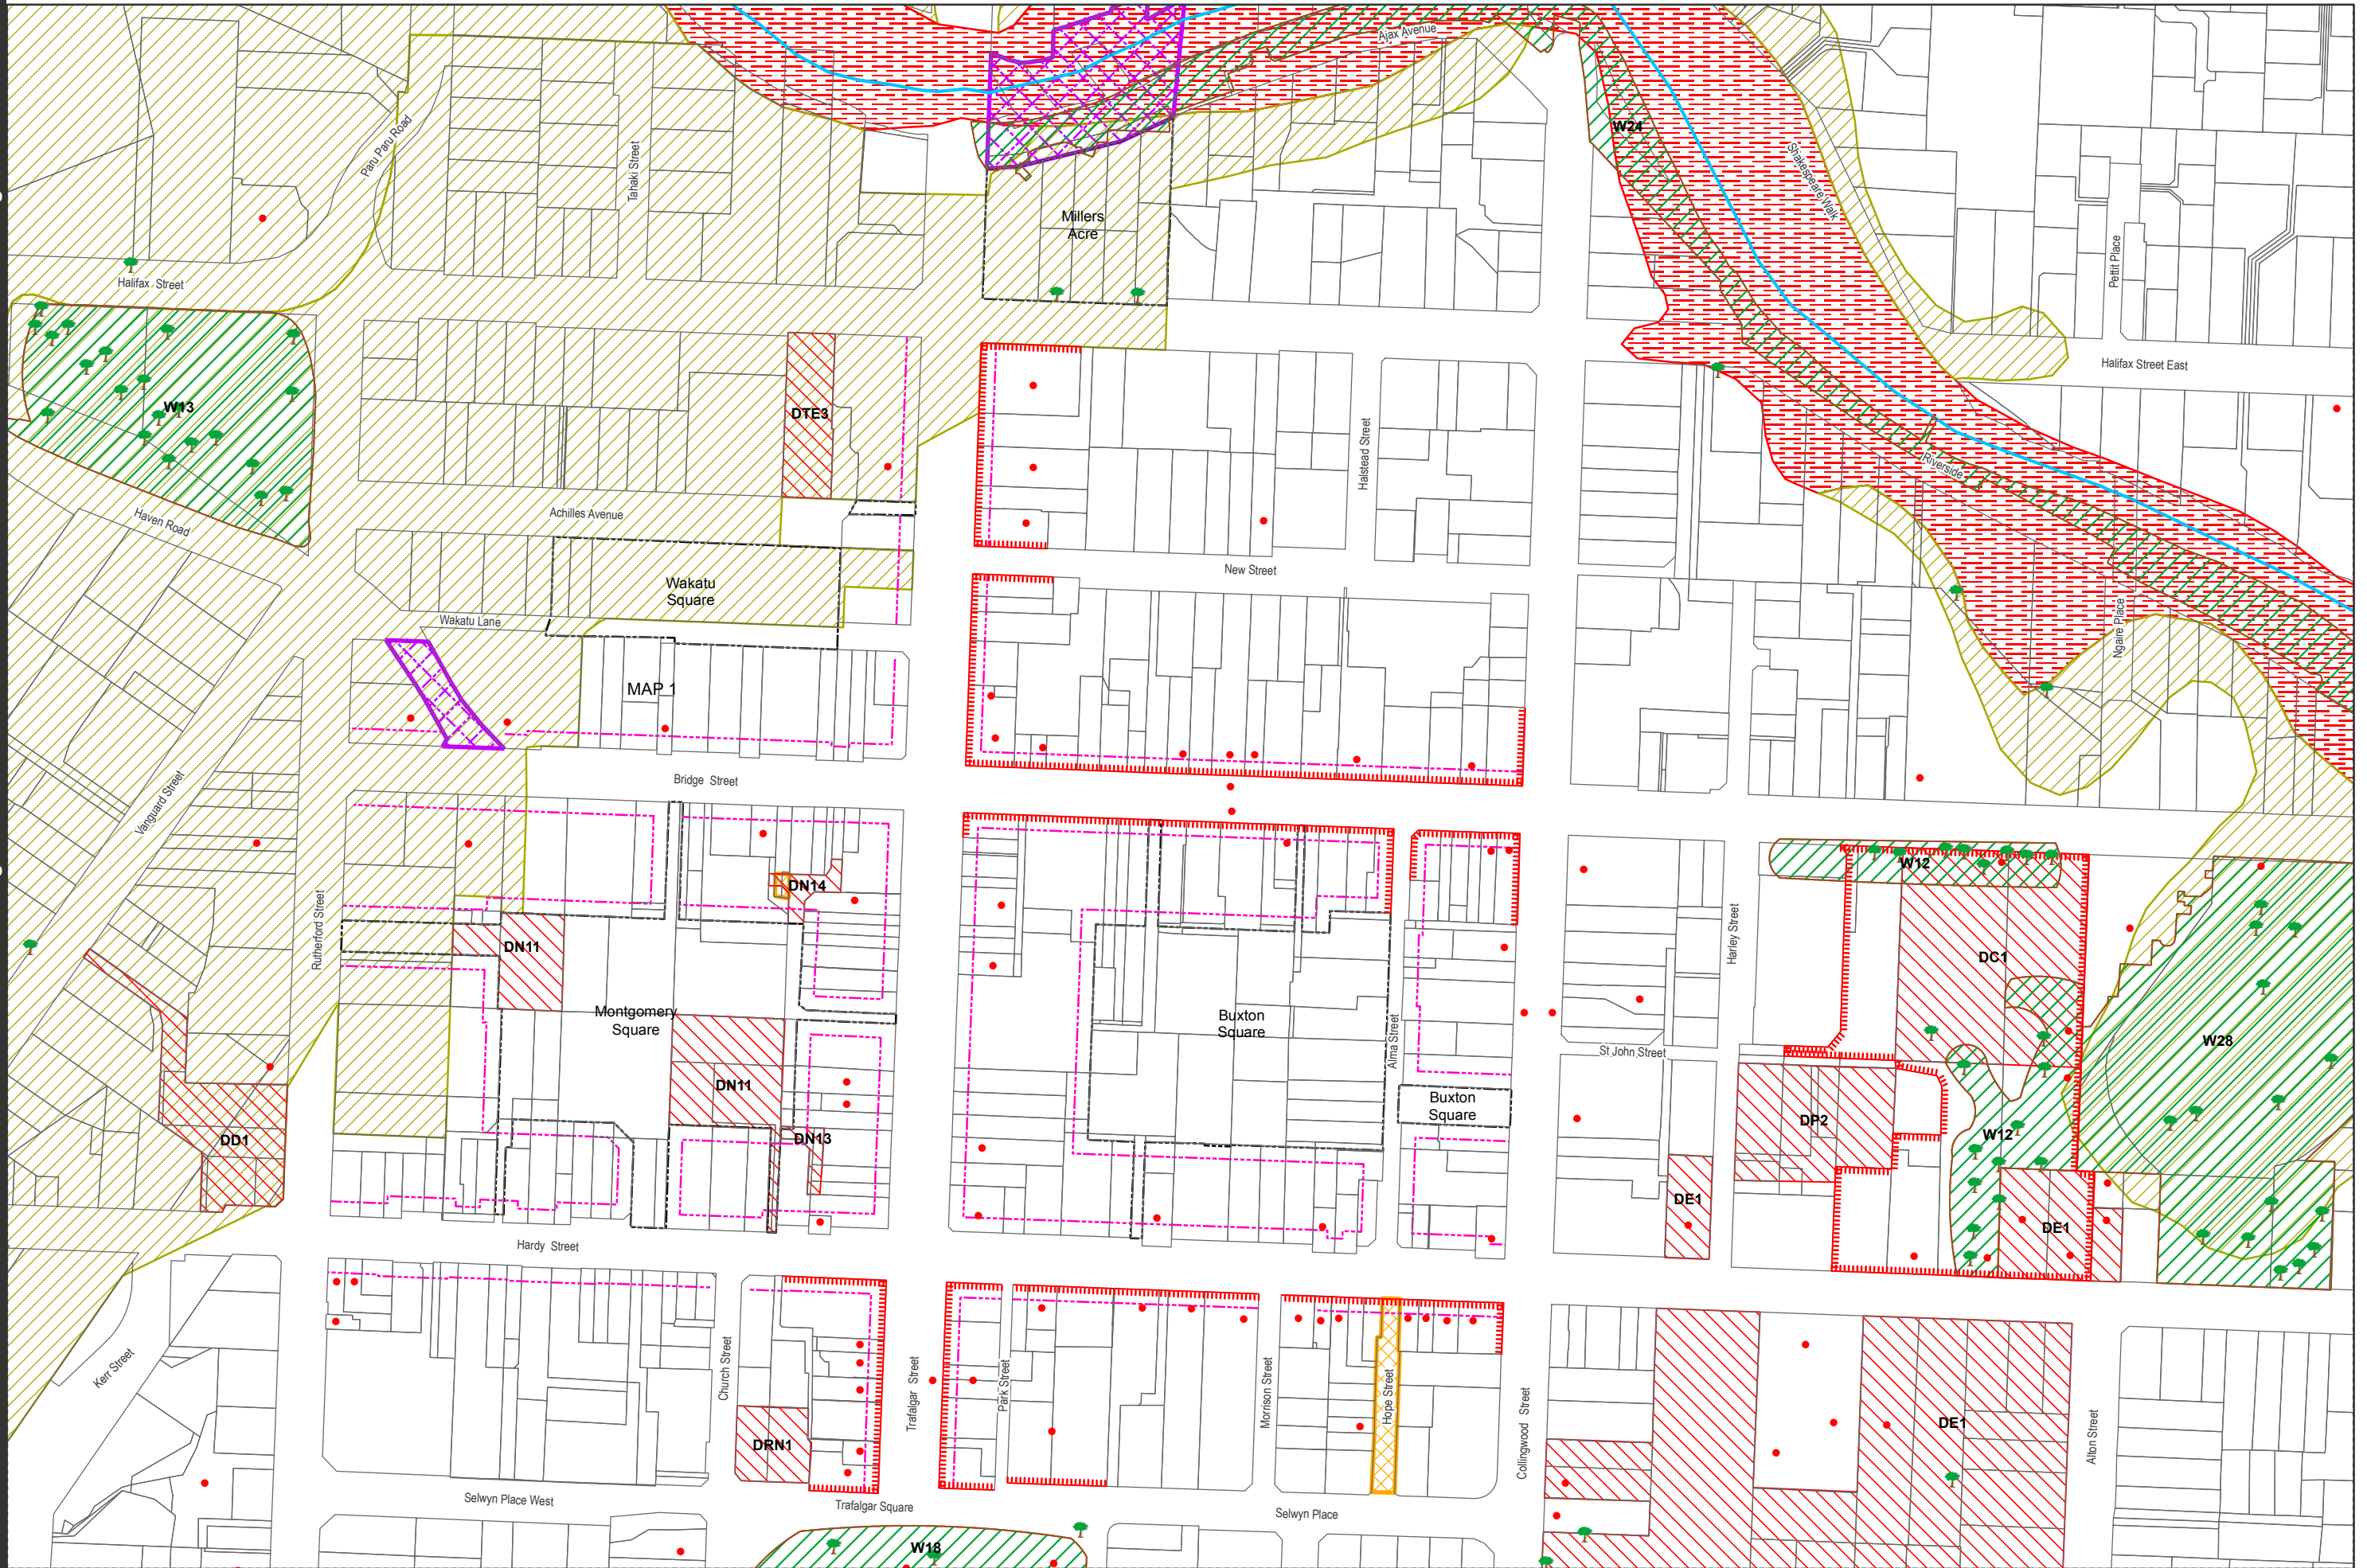 Ajax Avenue
Paru Paru Road
Tahaki Street
W24
Shakespeare Walk
Millers
Acre
Pettit Place
Halifax Street
Halifax Street East
W13
DTE3
Halstead Street
Riverside
Haven Road
Achilles Avenue
New Street
Wakatu
Square
Wakatu Lane
Ngaire Place
MAP 1
Bridge Street
Vanguard Street
W12
DN14
Rutherford Street
DN11
Harley Street
DC1
Montgomery
Square
Buxton
Square
Alma Street
St John Street
W28
DN11
Buxton
Square
DP2
DD1
DN13
W12
DE1
DE1
Hardy Street
Kerr Street
Church Street
Trafalgar Street
Park Street
Morrison Street
Hope Street
Collingwood Street
DE1
Alton Street
DRN1
Selwyn Place West
Trafalgar Square
Selwyn Place
W18